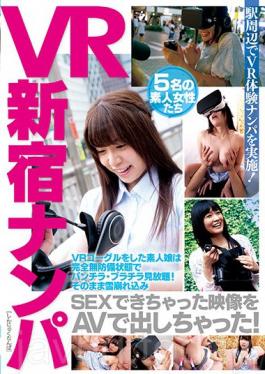 駅周辺でVR体験ナンパを実施！
VR新宿ナンパ
5名の
素人女性
たち
VRゴーグルをした素人娘は
完全無防備状態で
パンチラ・ブラチラ見放題！
そのまま雪崩れ込み
SEXできちゃった映像を
AVで出しちゃった！